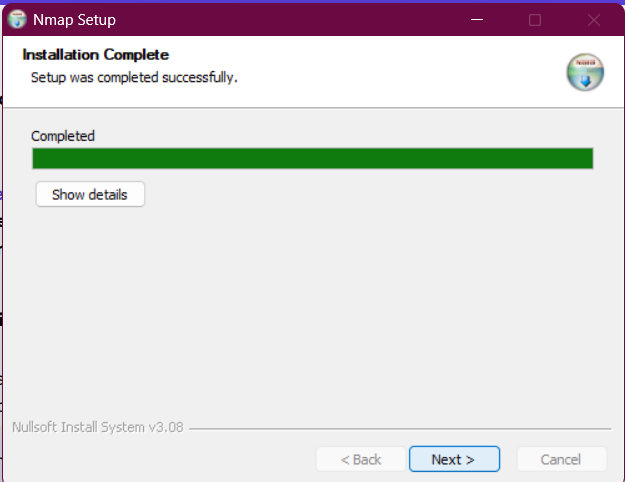 Nmap Setup
Installation Complete
Setup was completed successfully.
Completed
Show details
Nullsoft Install System v3.08
< Back
Next >
Cancel